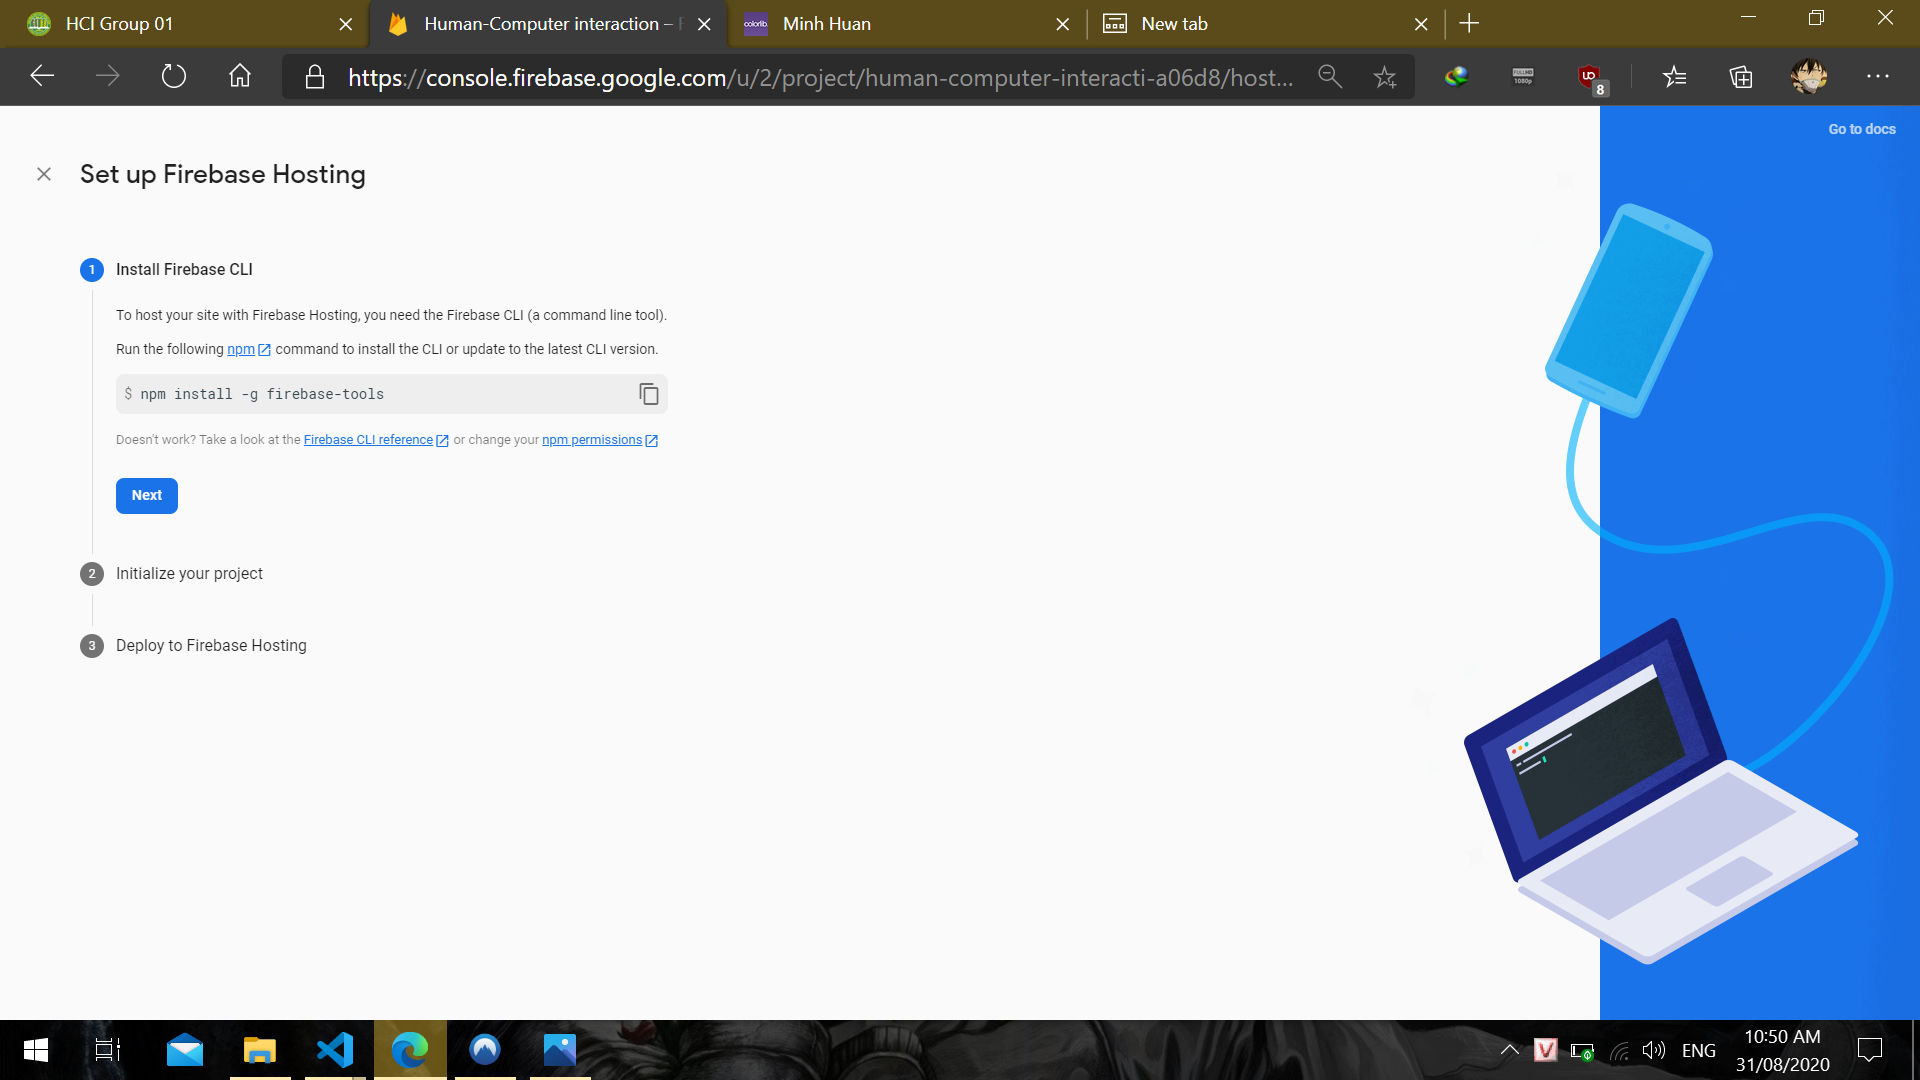 HCI Group 01
Human-Computer interaction –
colorlib.
Minh Huan
New tab
https://console.firebase.google.com/u/2/project/human-computer-interacti-a06d8/host...
FULLHD
1080p
8
Go to docs
Set up Firebase Hosting
1 Install Firebase CLI
To host your site with Firebase Hosting, you need the Firebase CLI (a command line tool).
Run the following npm command to install the CLI or update to the latest CLI version.
$ npm install -g firebase-tools
Doesn't work? Take a look at the Firebase CLI reference or change your npm permissions
Next
2 Initialize your project
3 Deploy to Firebase Hosting
V
ENG
10:50 AM
31/08/2020